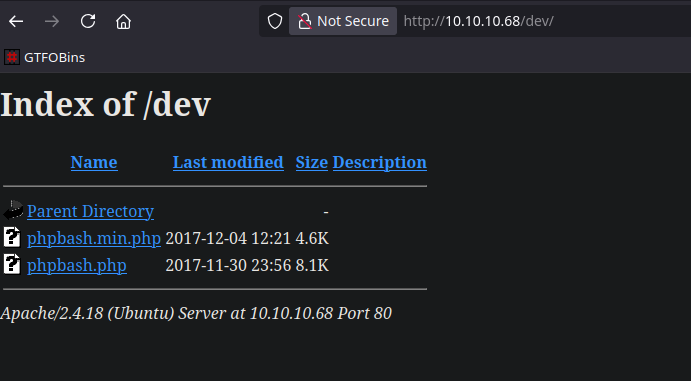 Not Secure http://10.10.10.68/dev/
GTFOBins
Index of /dev
Name Last modified Size Description
Parent Directory -
phpbash.min.php 2017-12-04 12:21 4.6K
phpbash.php 2017-11-30 23:56 8.1K
Apache/2.4.18 (Ubuntu) Server at 10.10.10.68 Port 80